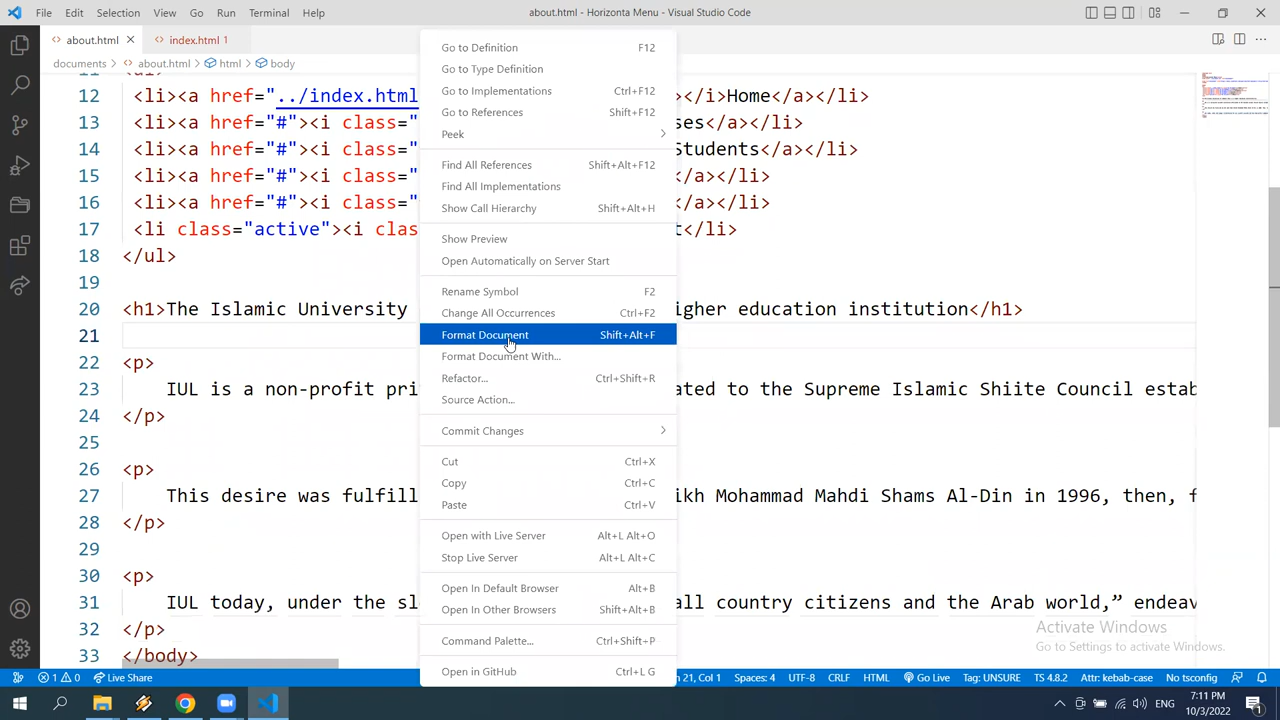 File Edit Selection View Go Run Terminal Help about.html - Horizonta Menu - Visual Studio Code
about.html index.html 1
documents > about.html > html > body
11
12 <li><a href="../index.html </i>Home</a></li>
13 <li><a href="#"><i class=" ses</a></li>
14 <li><a href="#"><i class=" Students</a></li>
15 <li><a href="#"><i class=" </a></li>
16 <li><a href="#"><i class=" </a></li>
17 <li class="active"><i clas t</li>
18 </ul>
19
20 <h1>The Islamic University igher education institution</h1>
21
22 <p>
23 IUL is a non-profit pri ated to the Supreme Islamic Shiite Council estab
24 </p>
25
26 <p>
27 This desire was fulfill ikh Mohammad Mahdi Shams Al-Din in 1996, then, f
28 </p>
29
30 <p>
31 IUL today, under the sl all country citizens and the Arab world,” endeav
32 </p>
33 </body>
Go to Definition F12
Go to Type Definition
Go to Implementations Ctrl+F12
Go to References Shift+F12
Peek
Find All References Shift+Alt+F12
Find All Implementations
Show Call Hierarchy Shift+Alt+H
Show Preview
Open Automatically on Server Start
Rename Symbol F2
Change All Occurrences Ctrl+F2
Format Document Shift+Alt+F
Format Document With...
Refactor... Ctrl+Shift+R
Source Action...
Commit Changes
Cut Ctrl+X
Copy Ctrl+C
Paste Ctrl+V
Open with Live Server Alt+L Alt+O
Stop Live Server Alt+L Alt+C
Open In Default Browser Alt+B
Open In Other Browsers Shift+Alt+B
Command Palette... Ctrl+Shift+P
Open in GitHub Ctrl+L G
Activate Windows
Go to Settings to activate Windows.
1 0 Live Share n 21, Col 1 Spaces: 4 UTF-8 CRLF HTML Go Live Tag: UNSURE TS 4.8.2 Attr: kebab-case No tsconfig
ENG 7:11 PM
10/3/2022 1